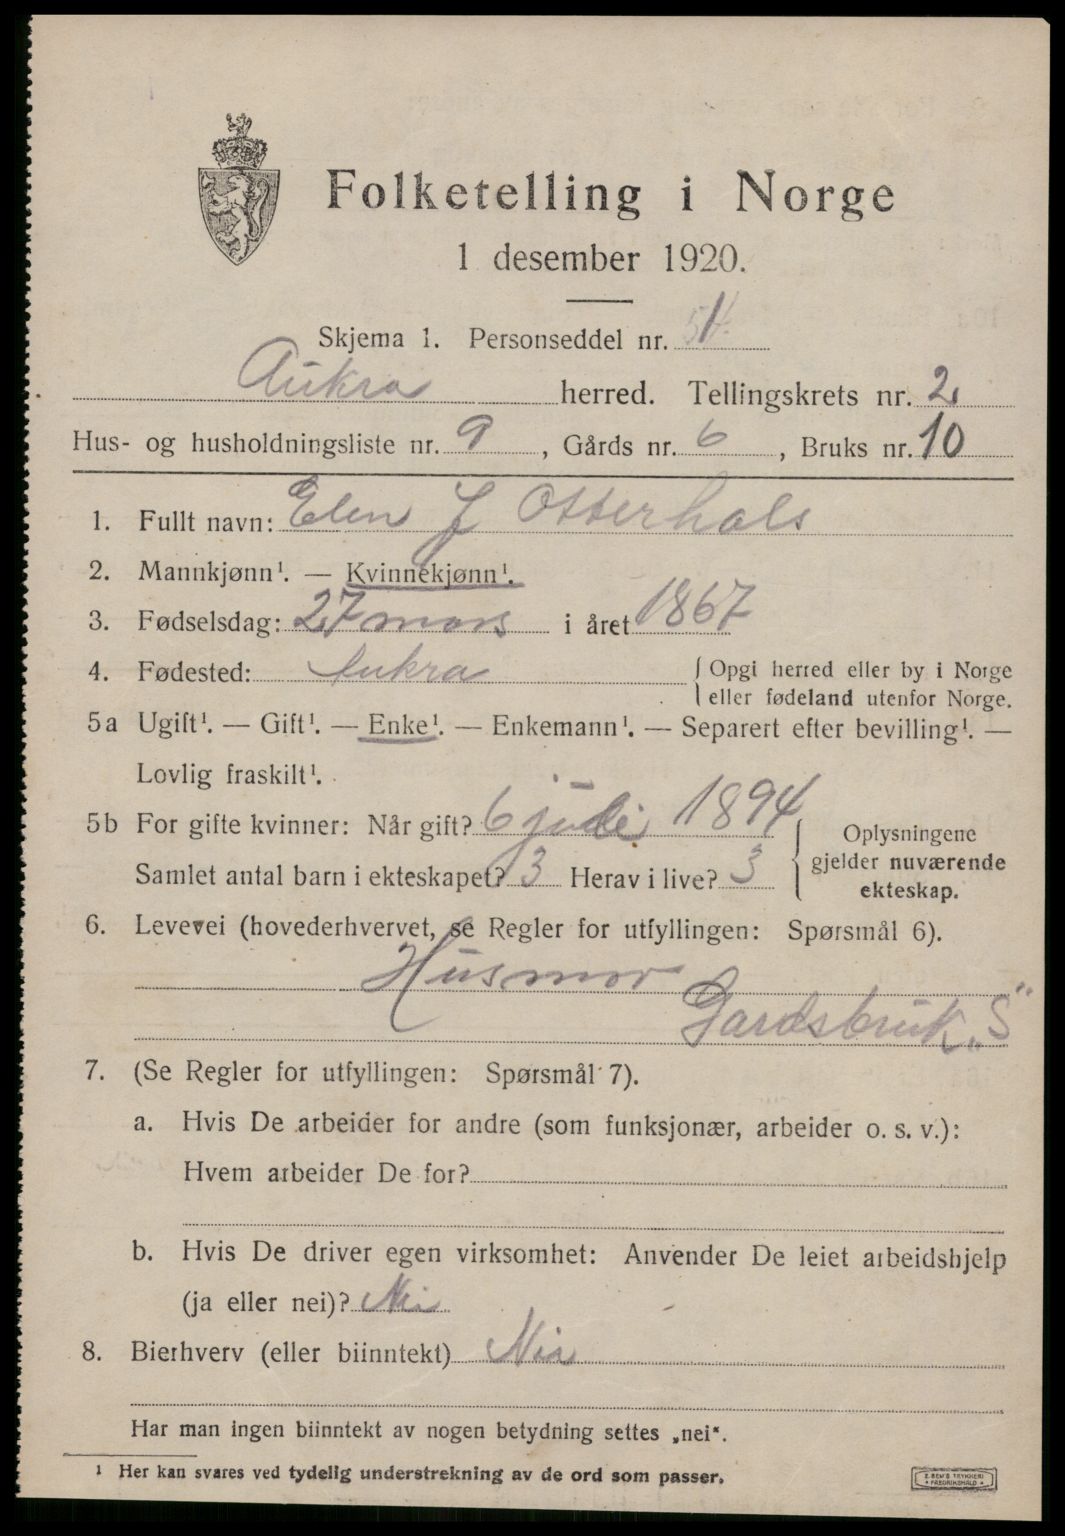 Folketelling i Norge
1 desember 1920.
Skjema 1. Personseddel nr.
Aukra herred. Tellingskrets nr. 2
Hus- og husholdningsliste nr. 9, Gårds nr. 6, Bruks nr. 10
1. Fullt navn: Elen J Otterhals
2. Mannkjønn¹. — Kvinnekjønn¹.
3. Fødselsdag: 27 mars i året 1867
4. Fødested: Aukra { Opgi herred eller by i Norge
eller fødeland utenfor Norge.
5a Ugift¹. — Gift¹. — Enke¹. — Enkemann¹. — Separert efter bevilling¹. —
Lovlig fraskilt¹.
5b For gifte kvinner: Når gift? 6 juli 1894
Samlet antal barn i ekteskapet? 3 Herav i live? 3
Oplysningene
gjelder nuværende
ekteskap.
6. Levevei (hovederhvervet, se Regler for utfyllingen: Spørsmål 6).
Husmor
Gardsbruk „S“
7. (Se Regler for utfyllingen: Spørsmål 7).
a. Hvis De arbeider for andre (som funksjonær, arbeider o. s. v.):
Hvem arbeider De for?
b. Hvis De driver egen virksomhet: Anvender De leiet arbeidshjelp
(ja eller nei)? Nei
8. Bierhverv (eller biinntekt) Nei
Har man ingen biinntekt av nogen betydning settes „nei“.
¹ Her kan svares ved tydelig understrekning av de ord som passer.